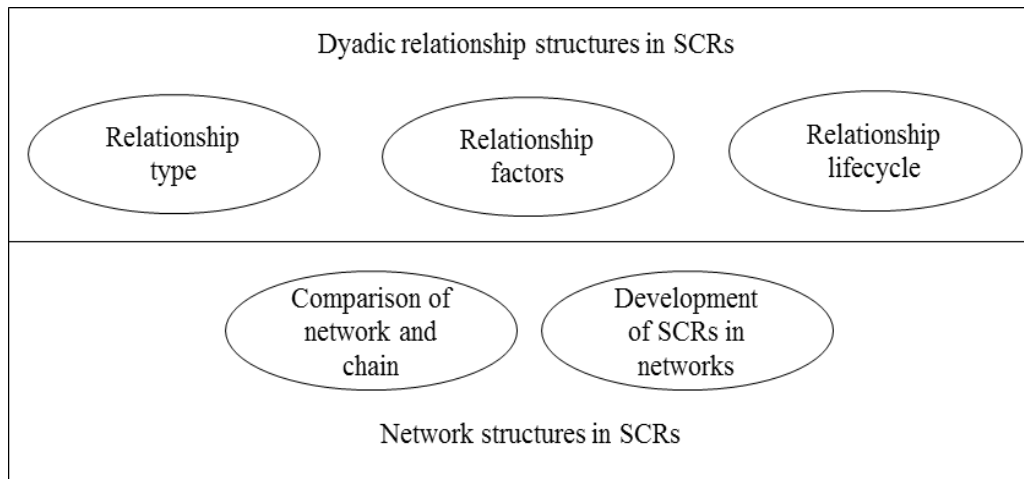 Dyadic relationship structures in SCRs
Relationship
type
Relationship
factors
Relationship
lifecycle
Comparison of
network and
chain
Development
of SCRs in
networks
Network structures in SCRs